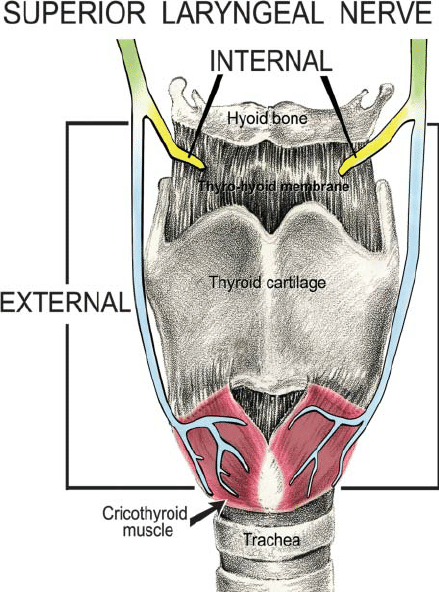 SUPERIOR LARYNGEAL NERVE
INTERNAL
Hyoid bone
Thyro-hyoid membrane
Thyroid cartilage
EXTERNAL
Cricothyroid
muscle
Trachea